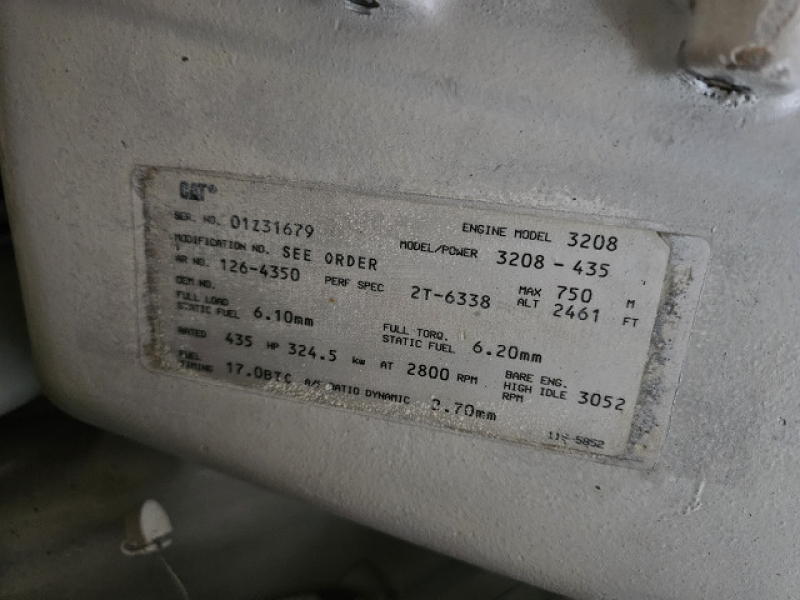 CAT®
SER. NO. 01Z31679 ENGINE MODEL 3208
MODIFICATION NO. SEE ORDER MODEL/POWER 3208 - 435
AR NO. 126-4350 PERF SPEC 2T-6338 MAX ALT 750 M 2461 FT
OEM NO.
FULL LOAD STATIC FUEL 6.10mm FULL TORQ. STATIC FUEL 6.20mm
RATED 435 HP 324.5 kw AT 2800 RPM BARE ENG. HIGH IDLE RPM 3052
FUEL TIMING 17.0BTC RATIO DYNAMIC .70mm
5852